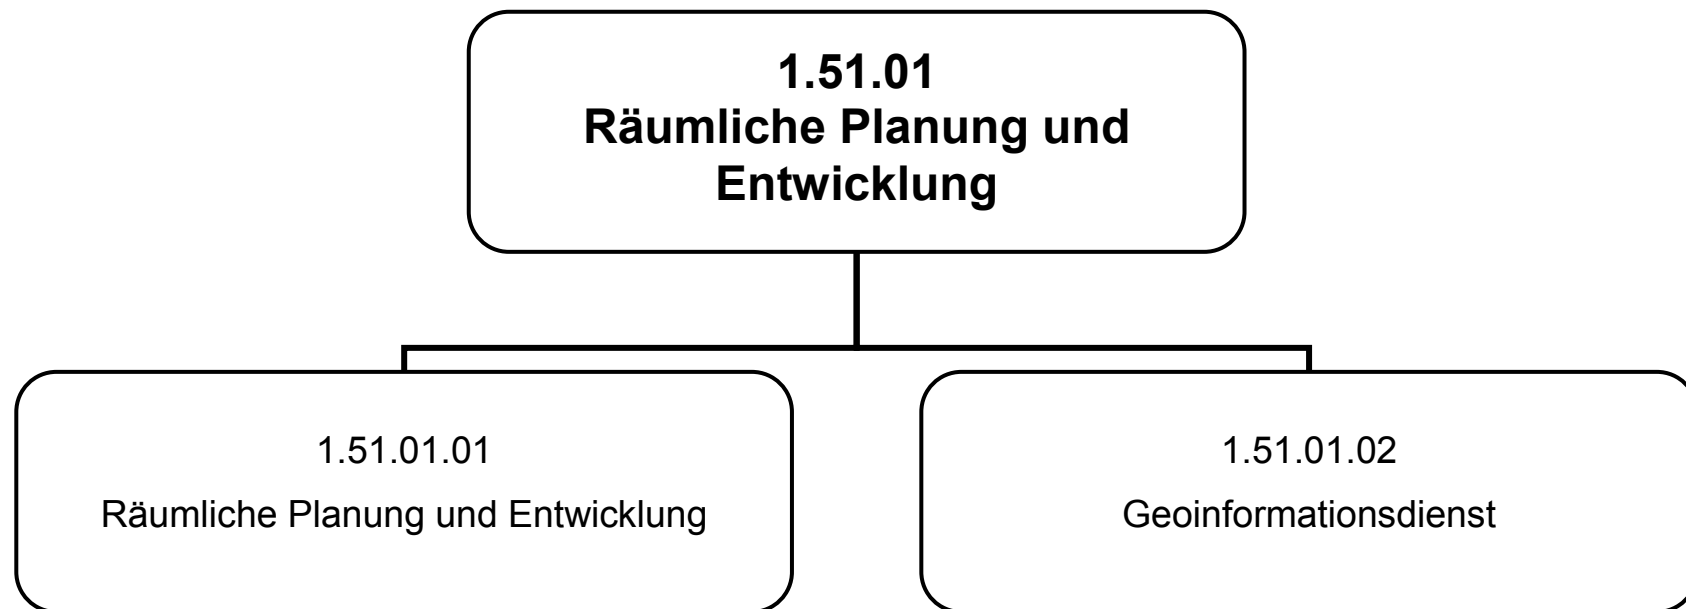 1.51.01
Räumliche Planung und
Entwicklung
1.51.01.01
Räumliche Planung und Entwicklung
1.51.01.02
Geoinformationsdienst